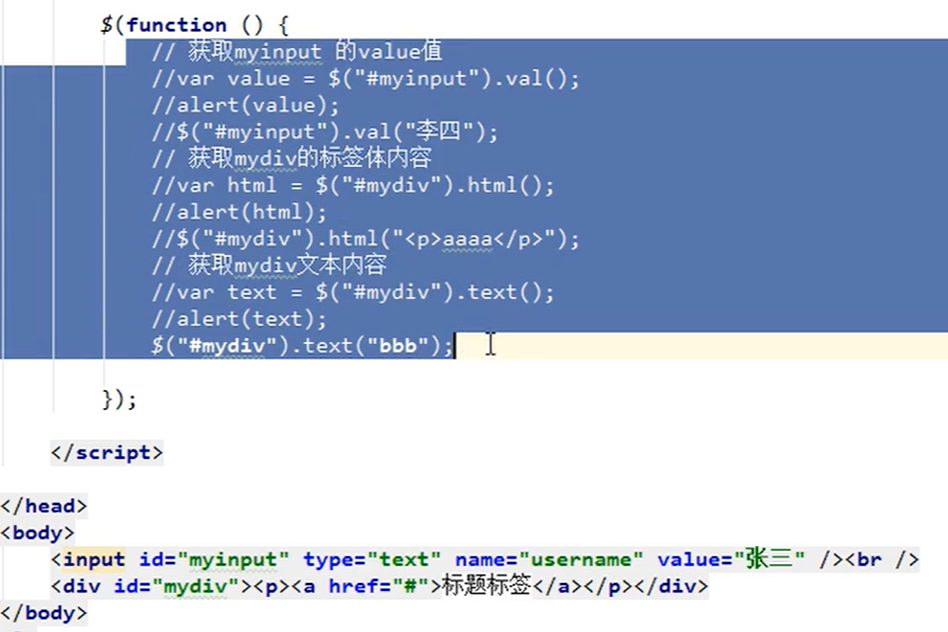 $(function () {
// 获取myinput 的value值
//var value = $("#myinput").val();
//alert(value);
//$("#myinput").val("李四");
// 获取mydiv的标签体内容
//var html = $("#mydiv").html();
//alert(html);
//$("#mydiv").html("<p>aaaa</p>");
// 获取mydiv文本内容
//var text = $("#mydiv").text();
//alert(text);
$("#mydiv").text("bbb");
});
</script>
</head>
<body>
<input id="myinput" type="text" name="username" value="张三" /><br />
<div id="mydiv"><p><a href="#">标题标签</a></p></div>
</body>